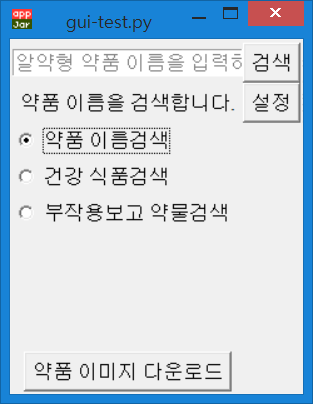 app
Jar
gui-test.py
알약형 약품 이름을 입력하
검색
약품 이름을 검색합니다.
설정
약품 이름검색
건강 식품검색
부작용보고 약물검색
약품 이미지 다운로드